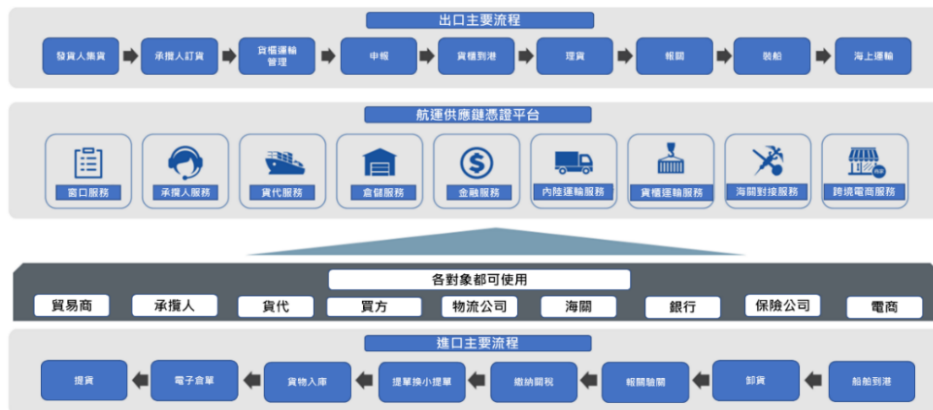 出口主要流程
發貨人集貨
承攬人訂貨
貨櫃運輸
管理
申報
貨櫃到港
理貨
報關
裝船
海上運輸
航運供應鏈憑證平台
窗口服務
承攬人服務
貨代服務
倉儲服務
金融服務
內陸運輸服務
貨櫃運輸服務
海關對接服務
跨境電商服務
各對象都可使用
貿易商
承攬人
貨代
買方
物流公司
海關
銀行
保險公司
電商
進口主要流程
提貨
電子倉單
貨物入庫
提單換小提單
繳納關稅
報關驗關
卸貨
船舶到港